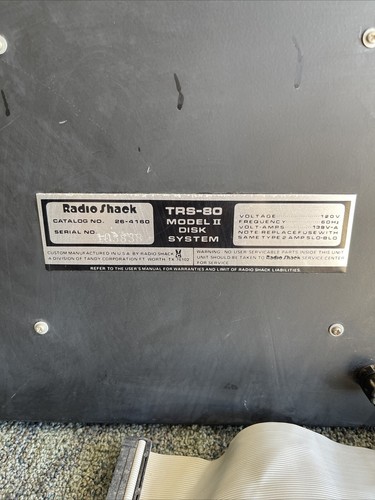 Radio Shack
CATALOG NO. 26-4160
SERIAL NO.
TRS-80
MODEL II
DISK
SYSTEM
VOLTAGE 120V
FREQUENCY 60Hz
VOLT-AMPS 138V-A
NOTE REPLACE FUSE WITH
SAME TYPE 2 AMP SLO-BLO
CUSTOM MANUFACTURED IN U.S.A. BY RADIO SHACK
A DIVISION OF TANDY CORPORATION FT. WORTH, TX 76102
WARNING: NO USER SERVICEABLE PARTS INSIDE THIS
UNIT. UNIT SHOULD BE TAKEN TO Radio Shack SERVICE CENTER
FOR SERVICE
REFER TO THE USER'S MANUAL FOR WARRANTIES AND LIMIT OF RADIO SHACK LIABILITIES.